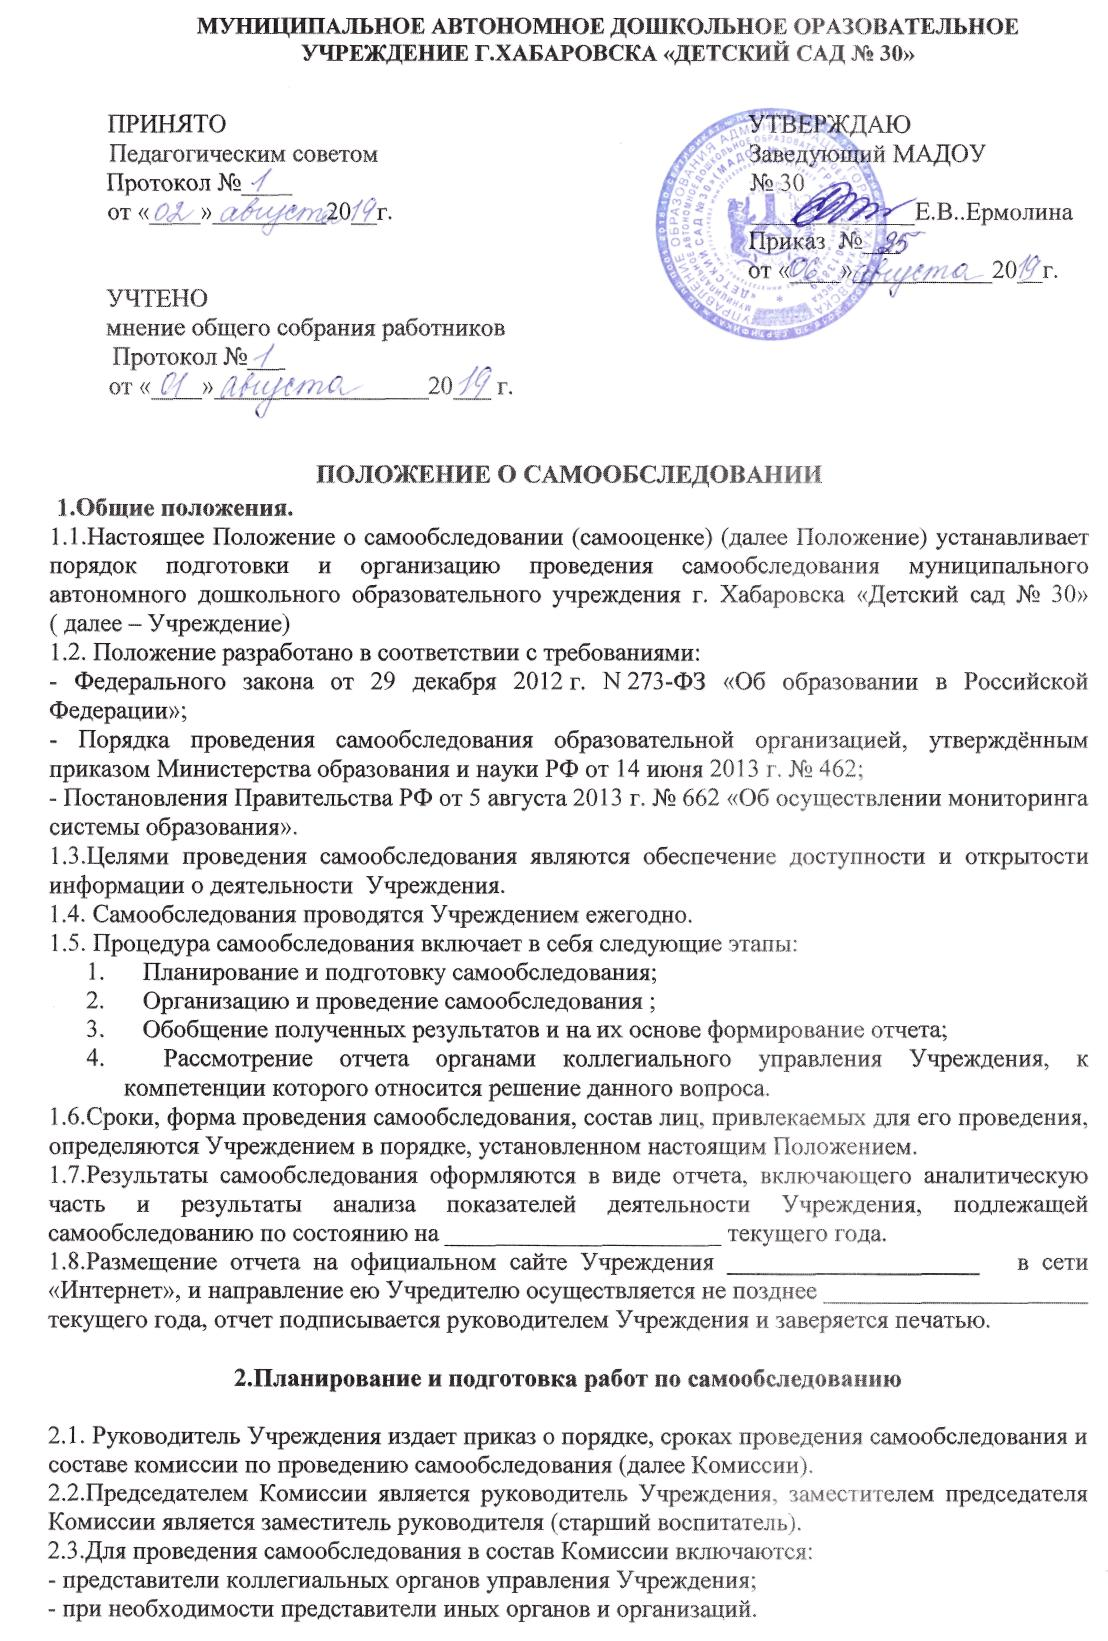 МУНИЦИПАЛЬНОЕ АВТОНОМНОЕ ДОШКОЛЬНОЕ ОРАЗОВАТЕЛЬНОЕ
УЧРЕЖДЕНИЕ Г.ХАБАРОВСКА «ДЕТСКИЙ САД № 30»
ПРИНЯТО
Педагогическим советом
Протокол № 1
от «02» августа 2019г.
УТВЕРЖДАЮ
Заведующий МАДОУ
№ 30
Е.В..Ермолина
Приказ № 35
от «06» августа 2019г.
УЧТЕНО
мнение общего собрания работников
Протокол № 1
от «01» августа 2019 г.
ПОЛОЖЕНИЕ О САМООБСЛЕДОВАНИИ
1.Общие положения.
1.1.Настоящее Положение о самообследовании (самооценке) (далее Положение) устанавливает
порядок подготовки и организацию проведения самообследования муниципального
автономного дошкольного образовательного учреждения г. Хабаровска «Детский сад № 30»
( далее – Учреждение)
1.2. Положение разработано в соответствии с требованиями:
- Федерального закона от 29 декабря 2012 г. N 273-ФЗ «Об образовании в Российской
Федерации»;
- Порядка проведения самообследования образовательной организацией, утверждённым
приказом Министерства образования и науки РФ от 14 июня 2013 г. № 462;
- Постановления Правительства РФ от 5 августа 2013 г. № 662 «Об осуществлении мониторинга
системы образования».
1.3.Целями проведения самообследования являются обеспечение доступности и открытости
информации о деятельности Учреждения.
1.4. Самообследования проводятся Учреждением ежегодно.
1.5. Процедура самообследования включает в себя следующие этапы:
1. Планирование и подготовку самообследования;
2. Организацию и проведение самообследования ;
3. Обобщение полученных результатов и на их основе формирование отчета;
4. Рассмотрение отчета органами коллегиального управления Учреждения, к
компетенции которого относится решение данного вопроса.
1.6.Сроки, форма проведения самообследования, состав лиц, привлекаемых для его проведения,
определяются Учреждением в порядке, установленном настоящим Положением.
1.7.Результаты самообследования оформляются в виде отчета, включающего аналитическую
часть и результаты анализа показателей деятельности Учреждения, подлежащей
самообследованию по состоянию на ______________________ текущего года.
1.8.Размещение отчета на официальном сайте Учреждения ____________________ в сети
«Интернет», и направление ею Учредителю осуществляется не позднее _____________________
текущего года, отчет подписывается руководителем Учреждения и заверяется печатью.
2.Планирование и подготовка работ по самообследованию
2.1. Руководитель Учреждения издает приказ о порядке, сроках проведения самообследования и
составе комиссии по проведению самообследования (далее Комиссии).
2.2.Председателем Комиссии является руководитель Учреждения, заместителем председателя
Комиссии является заместитель руководителя (старший воспитатель).
2.3.Для проведения самообследования в состав Комиссии включаются:
- представители коллегиальных органов управления Учреждения;
- при необходимости представители иных органов и организаций.